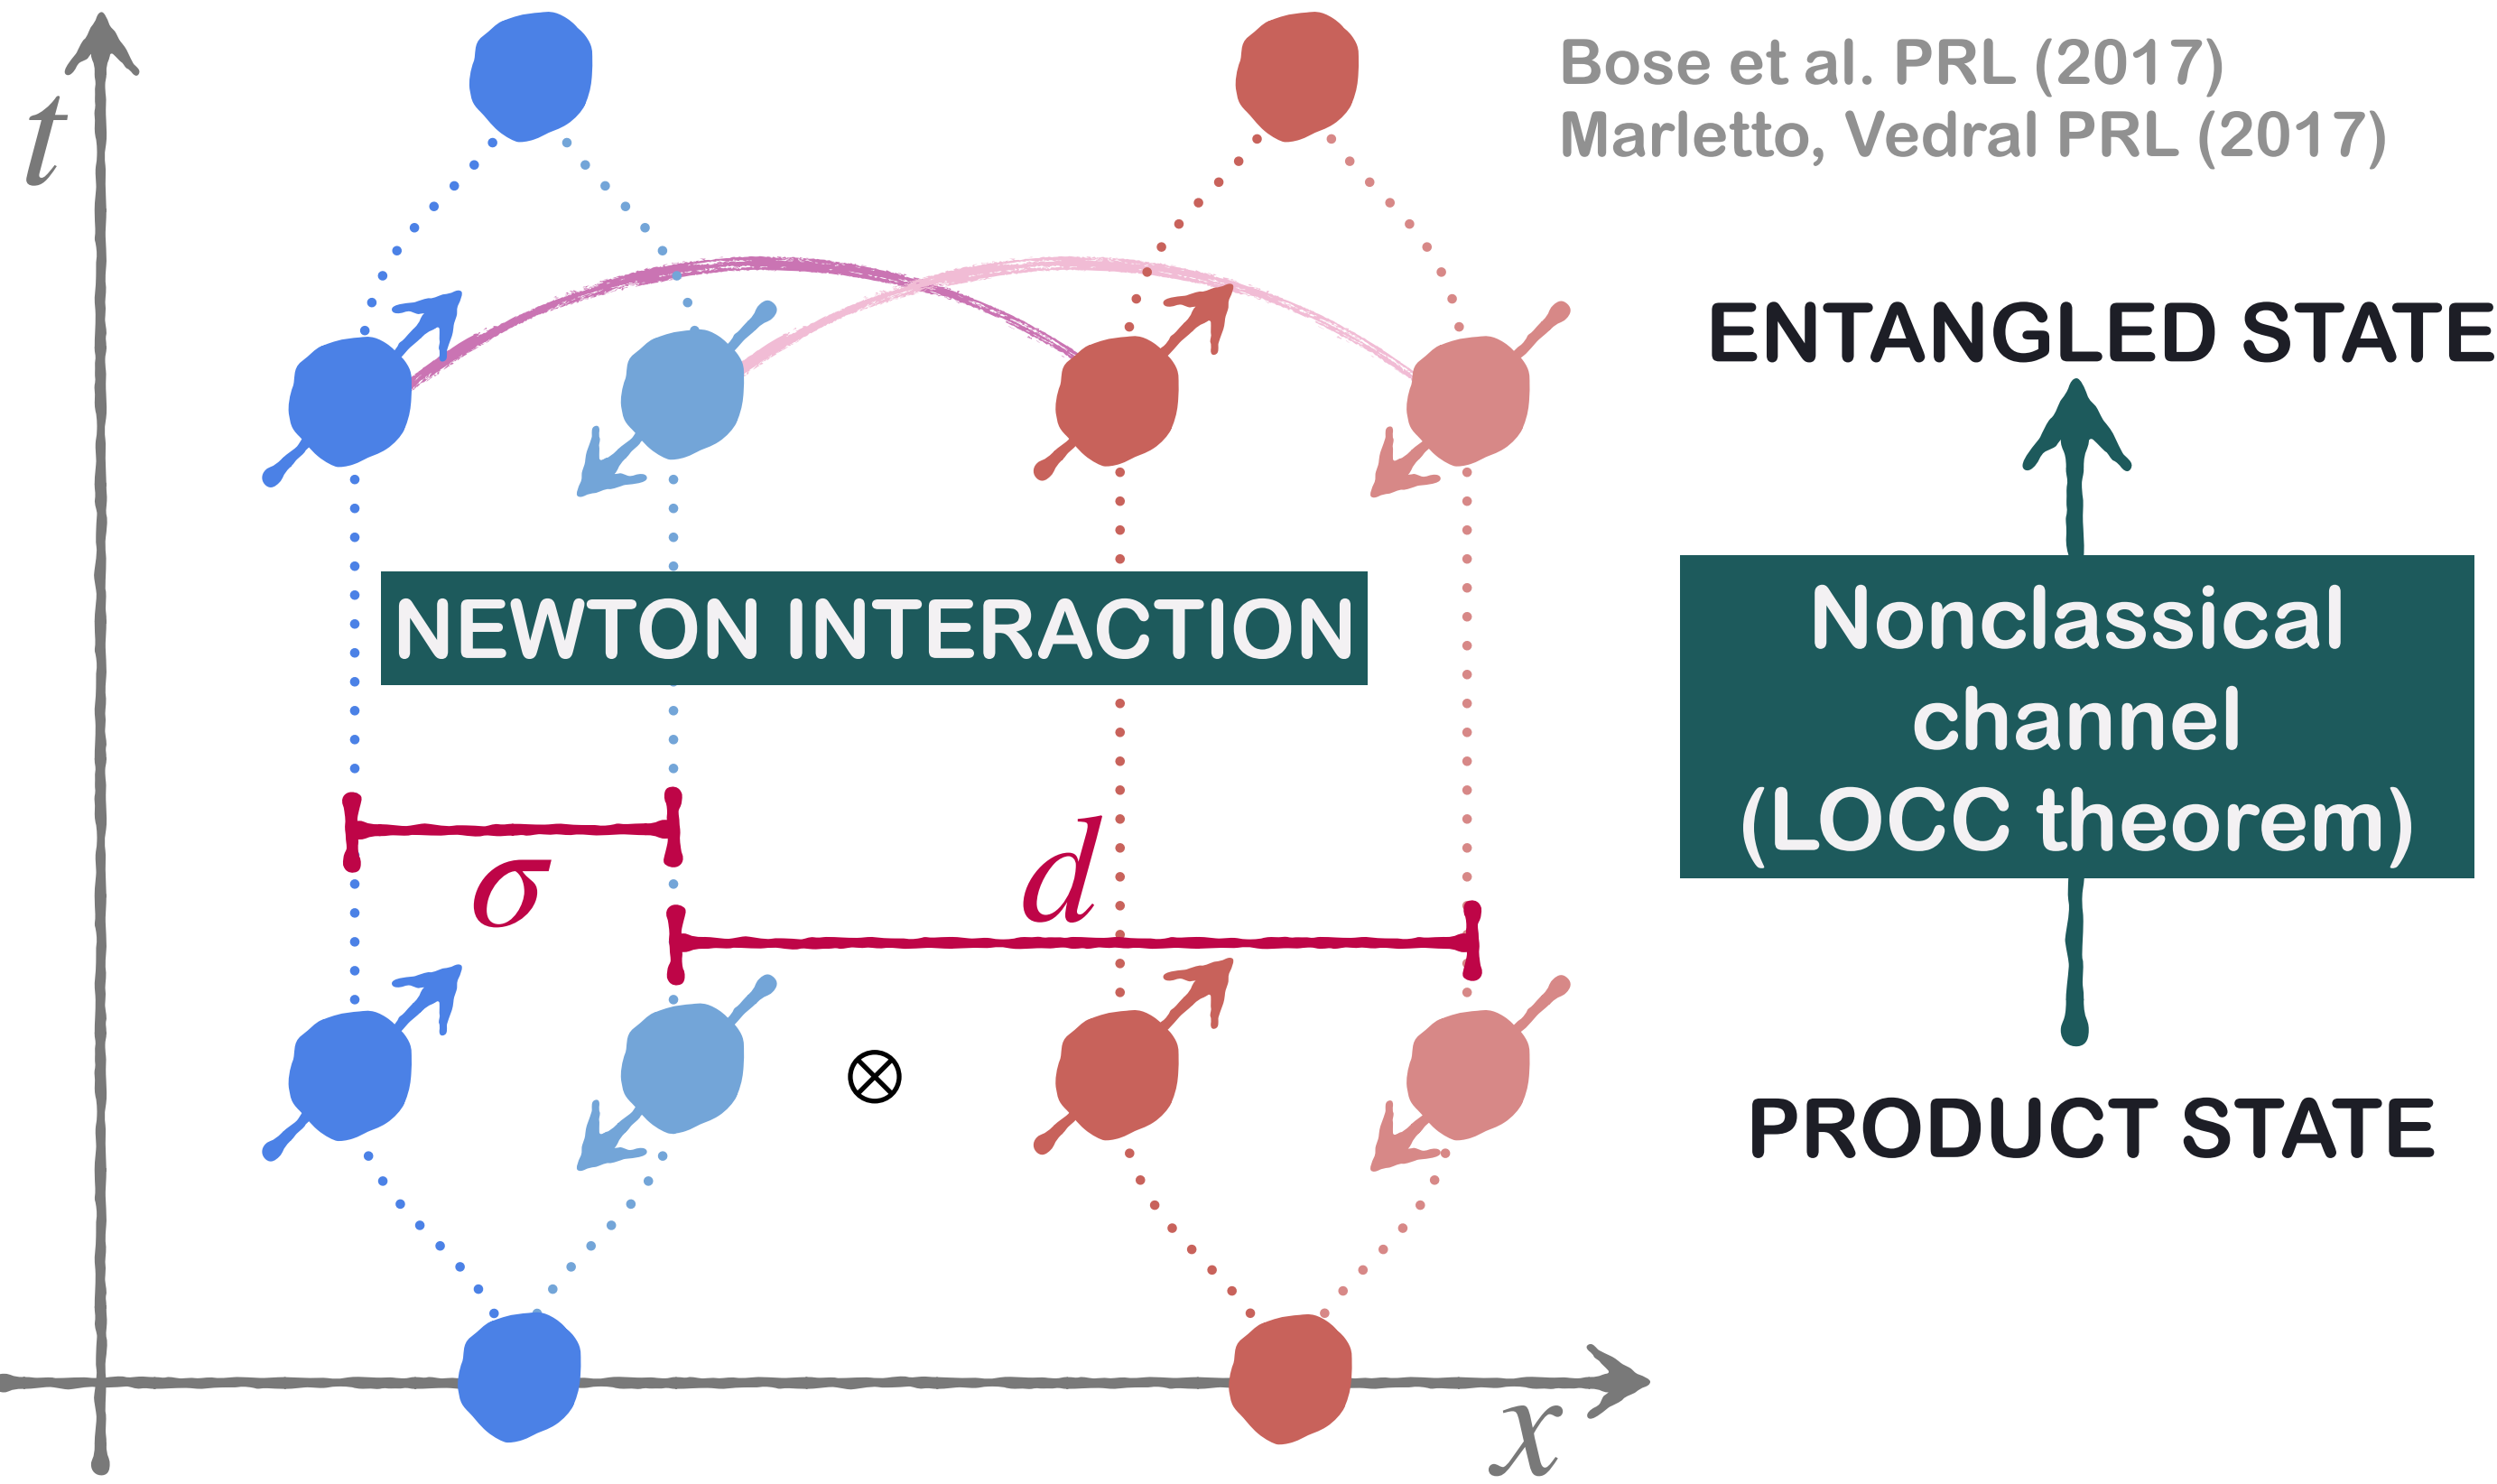 t
Bose et al. PRL (2017)
Marletto, Vedral PRL (2017)
ENTANGLED STATE
NEWTON INTERACTION
Nonclassical
channel
(LOCC theorem)
σ
d
⊗
PRODUCT STATE
x